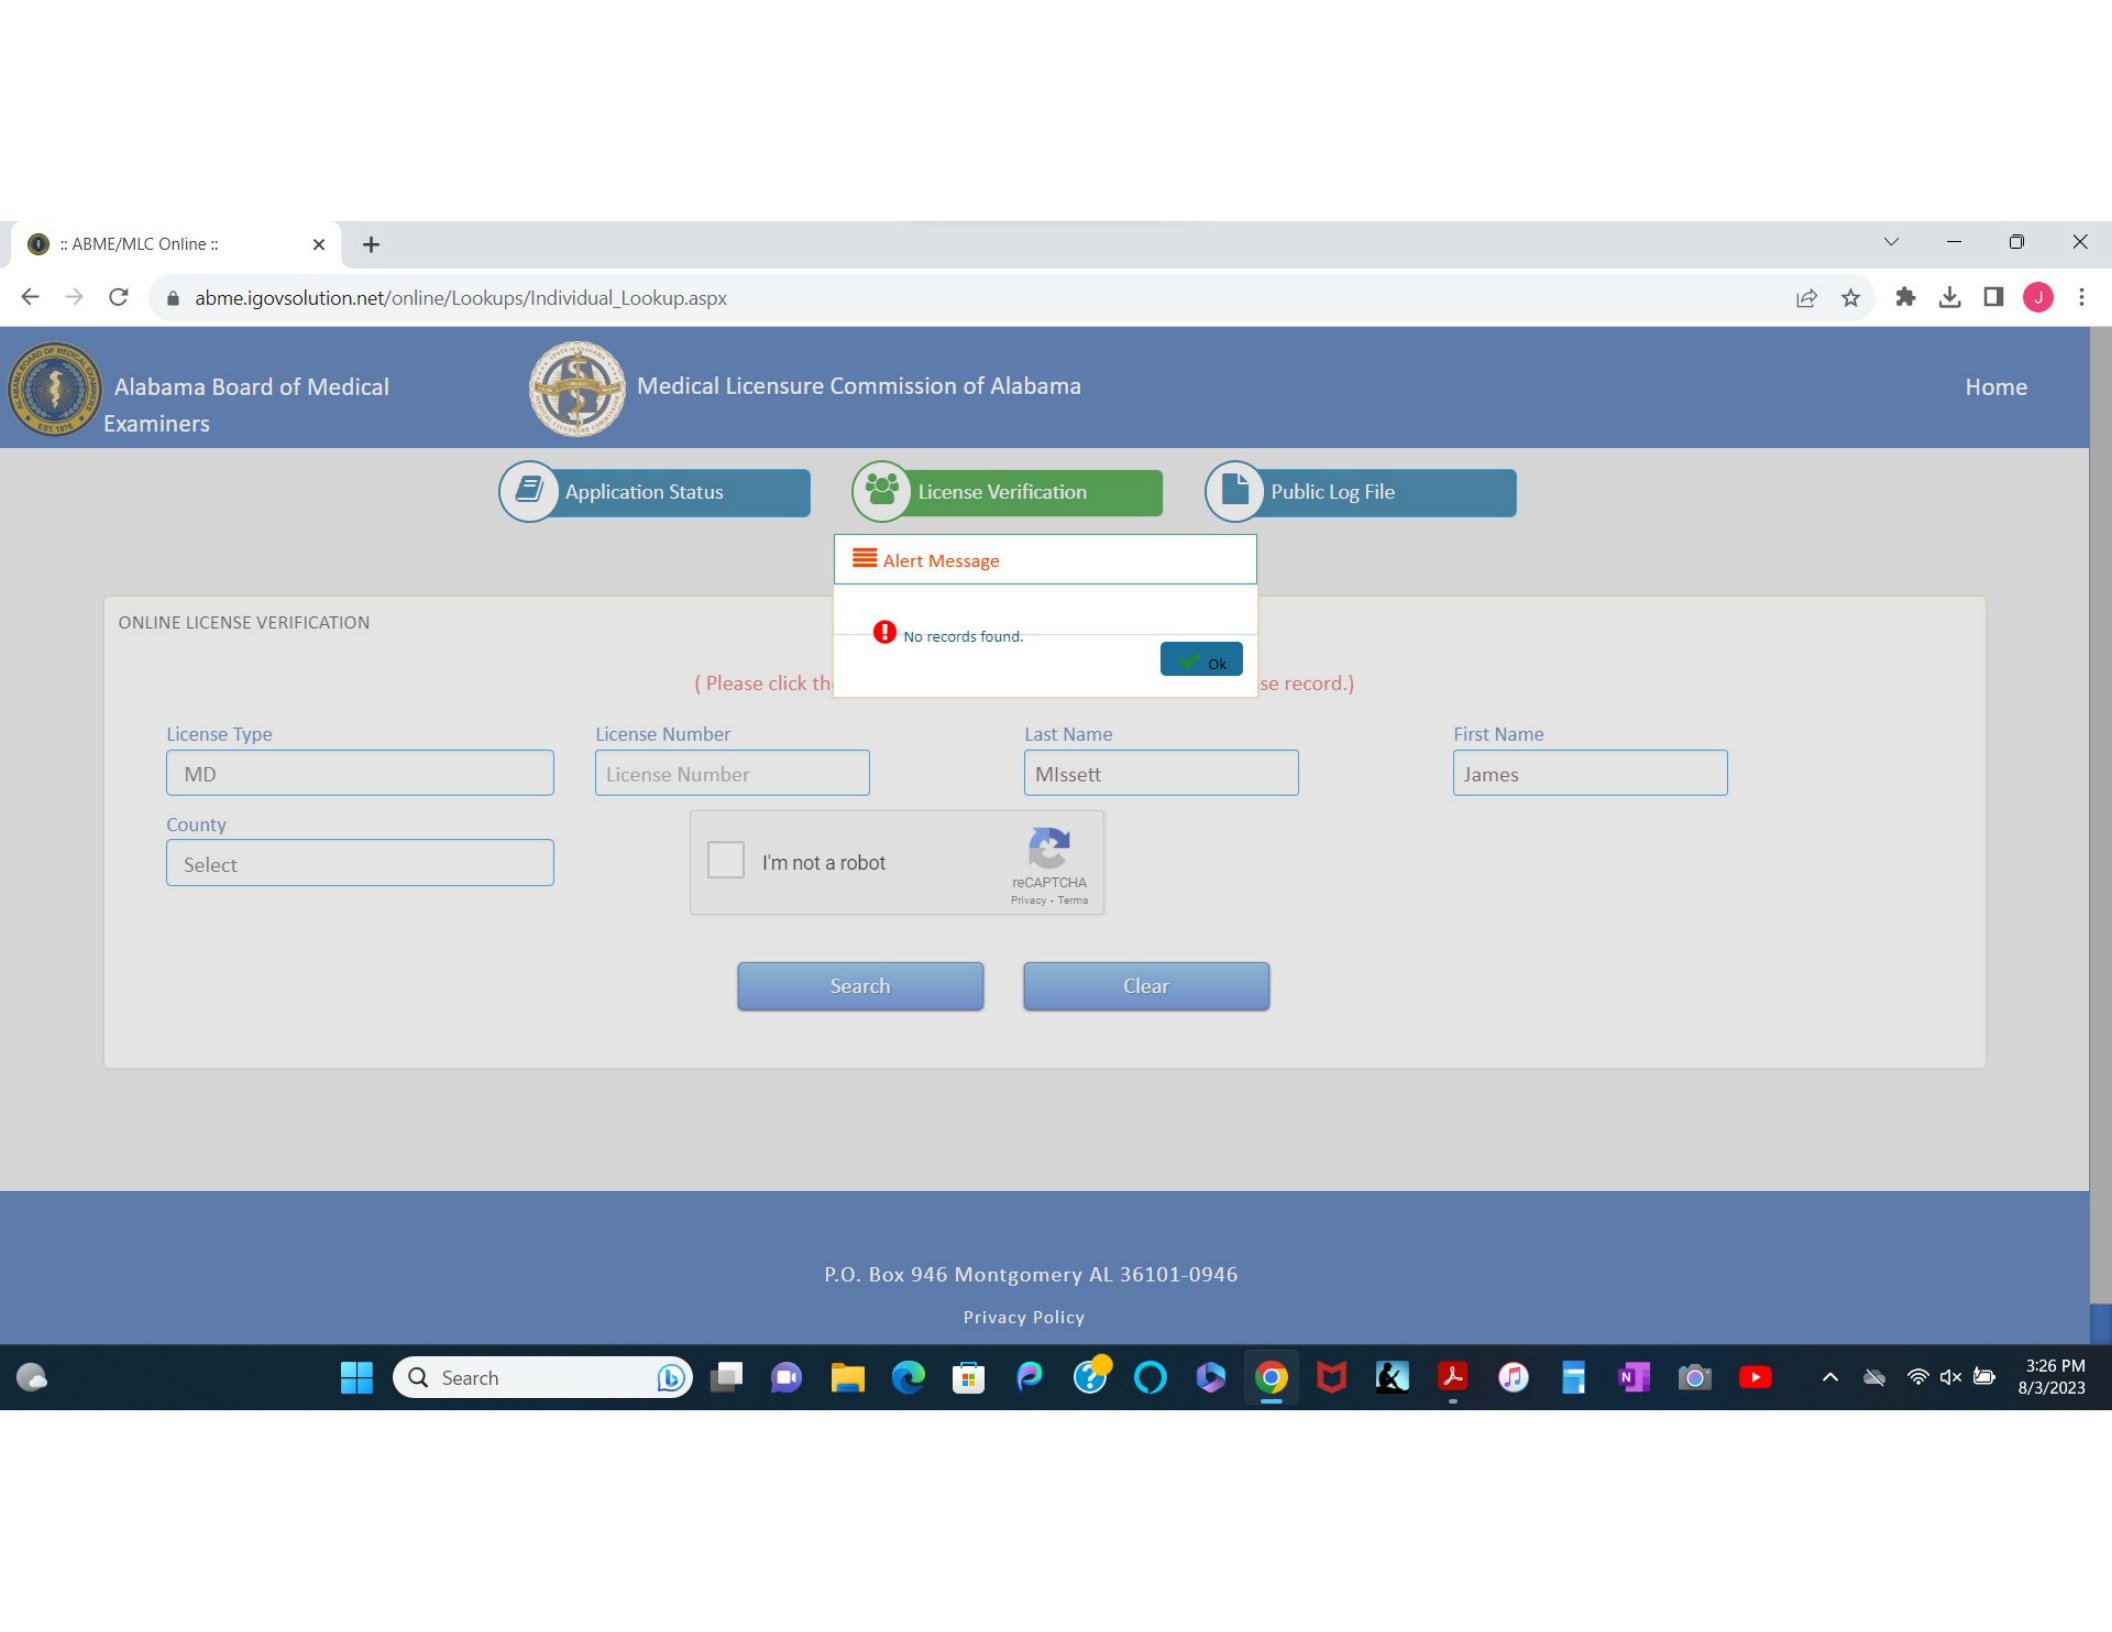 :: ABME/MLC Online ::
abme.igovsolution.net/online/Lookups/Individual_Lookup.aspx
J
Alabama Board of Medical
Examiners
Medical Licensure Commission of Alabama
Home
Application Status
License Verification
Public Log File
Alert Message
No records found.
Ok
ONLINE LICENSE VERIFICATION
( Please click th
se record.)
License Type
License Number
Last Name
First Name
MD
License Number
MIssett
James
County
Select
I'm not a robot
reCAPTCHA
Privacy - Terms
Search
Clear
P.O. Box 946 Montgomery AL 36101-0946
Privacy Policy
Search
3:26 PM
8/3/2023